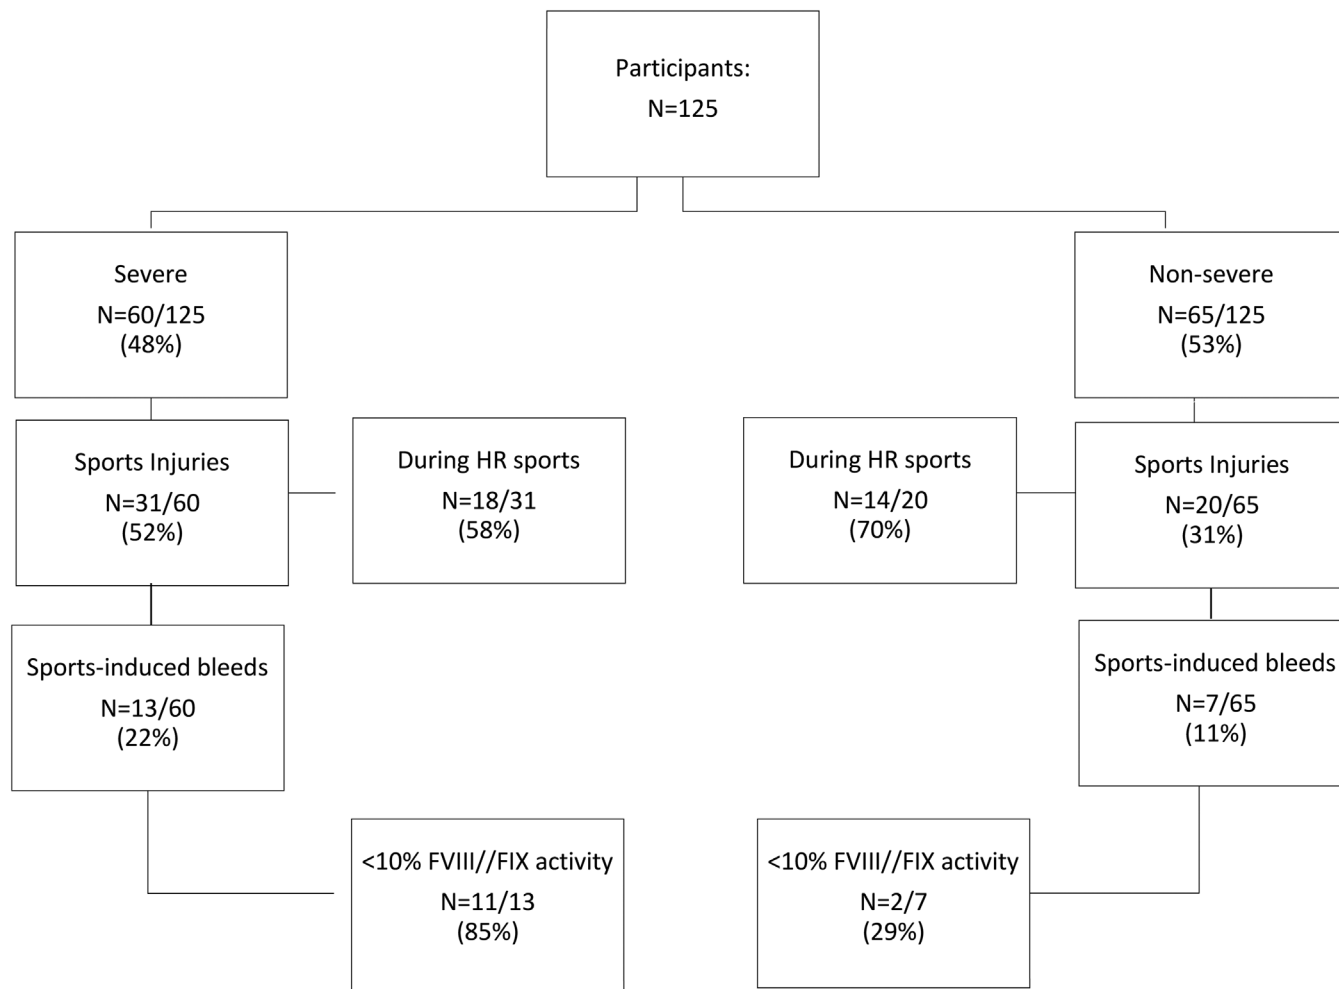 Participants:
N=125
Severe
N=60/125
(48%)
Non-severe
N=65/125
(53%)
Sports Injuries
N=31/60
(52%)
During HR sports
N=18/31
(58%)
During HR sports
N=14/20
(70%)
Sports Injuries
N=20/65
(31%)
Sports-induced bleeds
N=13/60
(22%)
Sports-induced bleeds
N=7/65
(11%)
<10% FVIII//FIX activity
N=11/13
(85%)
<10% FVIII//FIX activity
N=2/7
(29%)